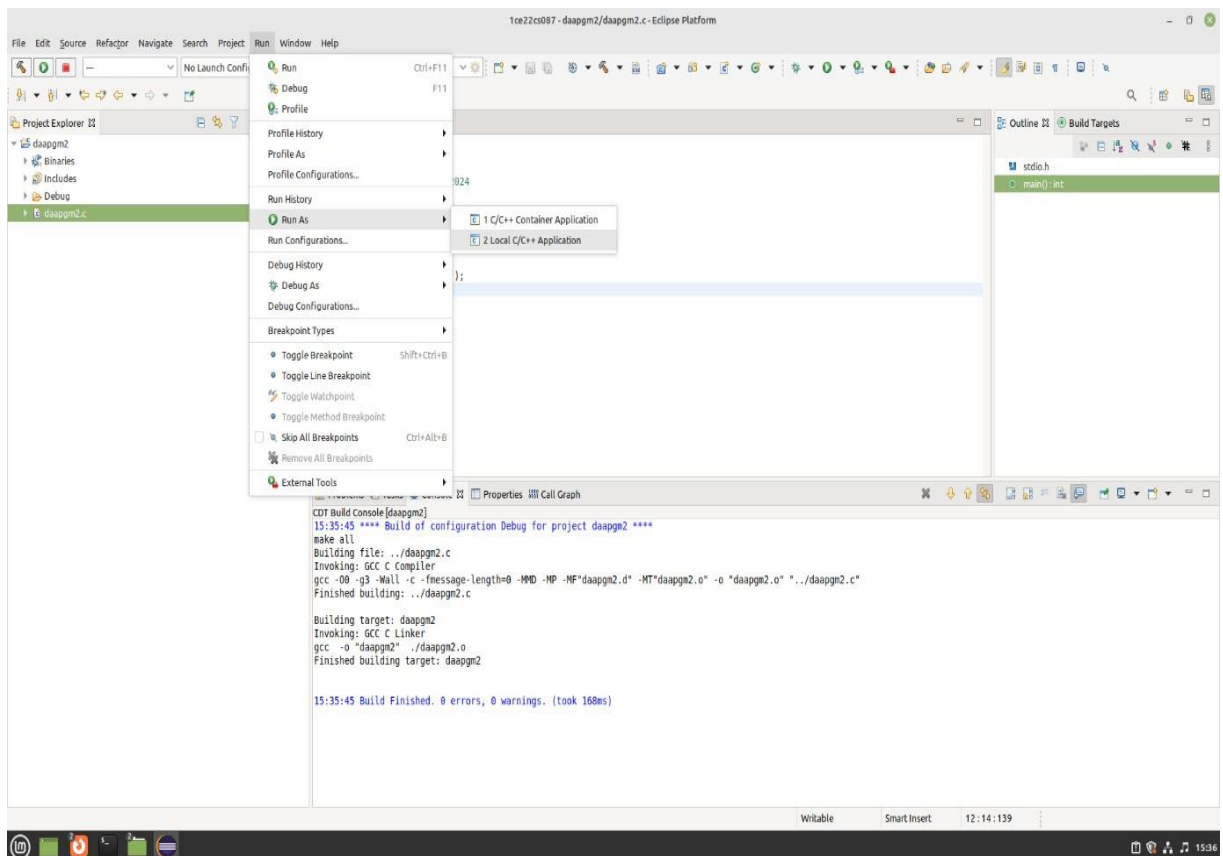 1ce22cs087 - daapgm2/daapgm2.c - Eclipse Platform
File Edit Source Refactor Navigate Search Project Run Window Help
No Launch Confi
Project Explorer
daapgm2
Binaries
Includes
Debug
daapgm2.c
Run Ctrl+F11
Debug F11
Profile
Profile History
Profile As
Profile Configurations...
Run History
Run As
Run Configurations...
Debug History
Debug As
Debug Configurations...
Breakpoint Types
Toggle Breakpoint Shift+Ctrl+B
Toggle Line Breakpoint
Toggle Watchpoint
Toggle Method Breakpoint
Skip All Breakpoints Ctrl+Alt+B
Remove All Breakpoints
External Tools
1 C/C++ Container Application
2 Local C/C++ Application
);
Outline Build Targets
stdio.h
main() : int
Properties Call Graph
CDT Build Console [daapgm2]
15:35:45 **** Build of configuration Debug for project daapgm2 ****
make all
Building file: ../daapgm2.c
Invoking: GCC C Compiler
gcc -O0 -g3 -Wall -c -fmessage-length=0 -MMD -MP -MF"daapgm2.d" -MT"daapgm2.o" -o "daapgm2.o" "../daapgm2.c"
Finished building: ../daapgm2.c
Building target: daapgm2
Invoking: GCC C Linker
gcc -o "daapgm2" ./daapgm2.o
Finished building target: daapgm2
15:35:45 Build Finished. 0 errors, 0 warnings. (took 168ms)
Writable Smart Insert 12 : 14 : 139
15:36